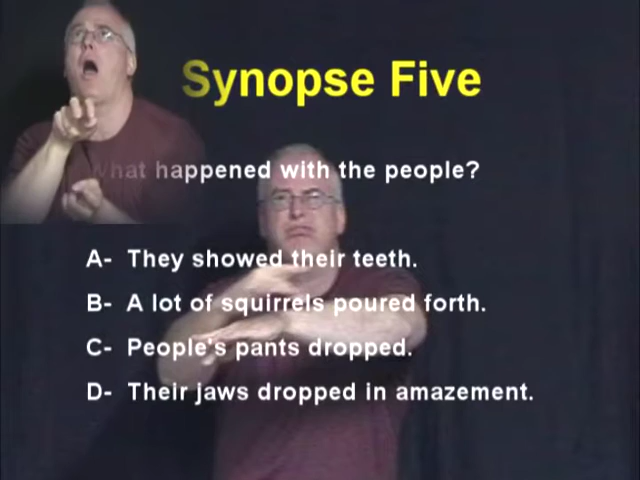 Synopse Five
What happened with the people?
A- They showed their teeth.
B- A lot of squirrels poured forth.
C- People's pants dropped.
D- Their jaws dropped in amazement.